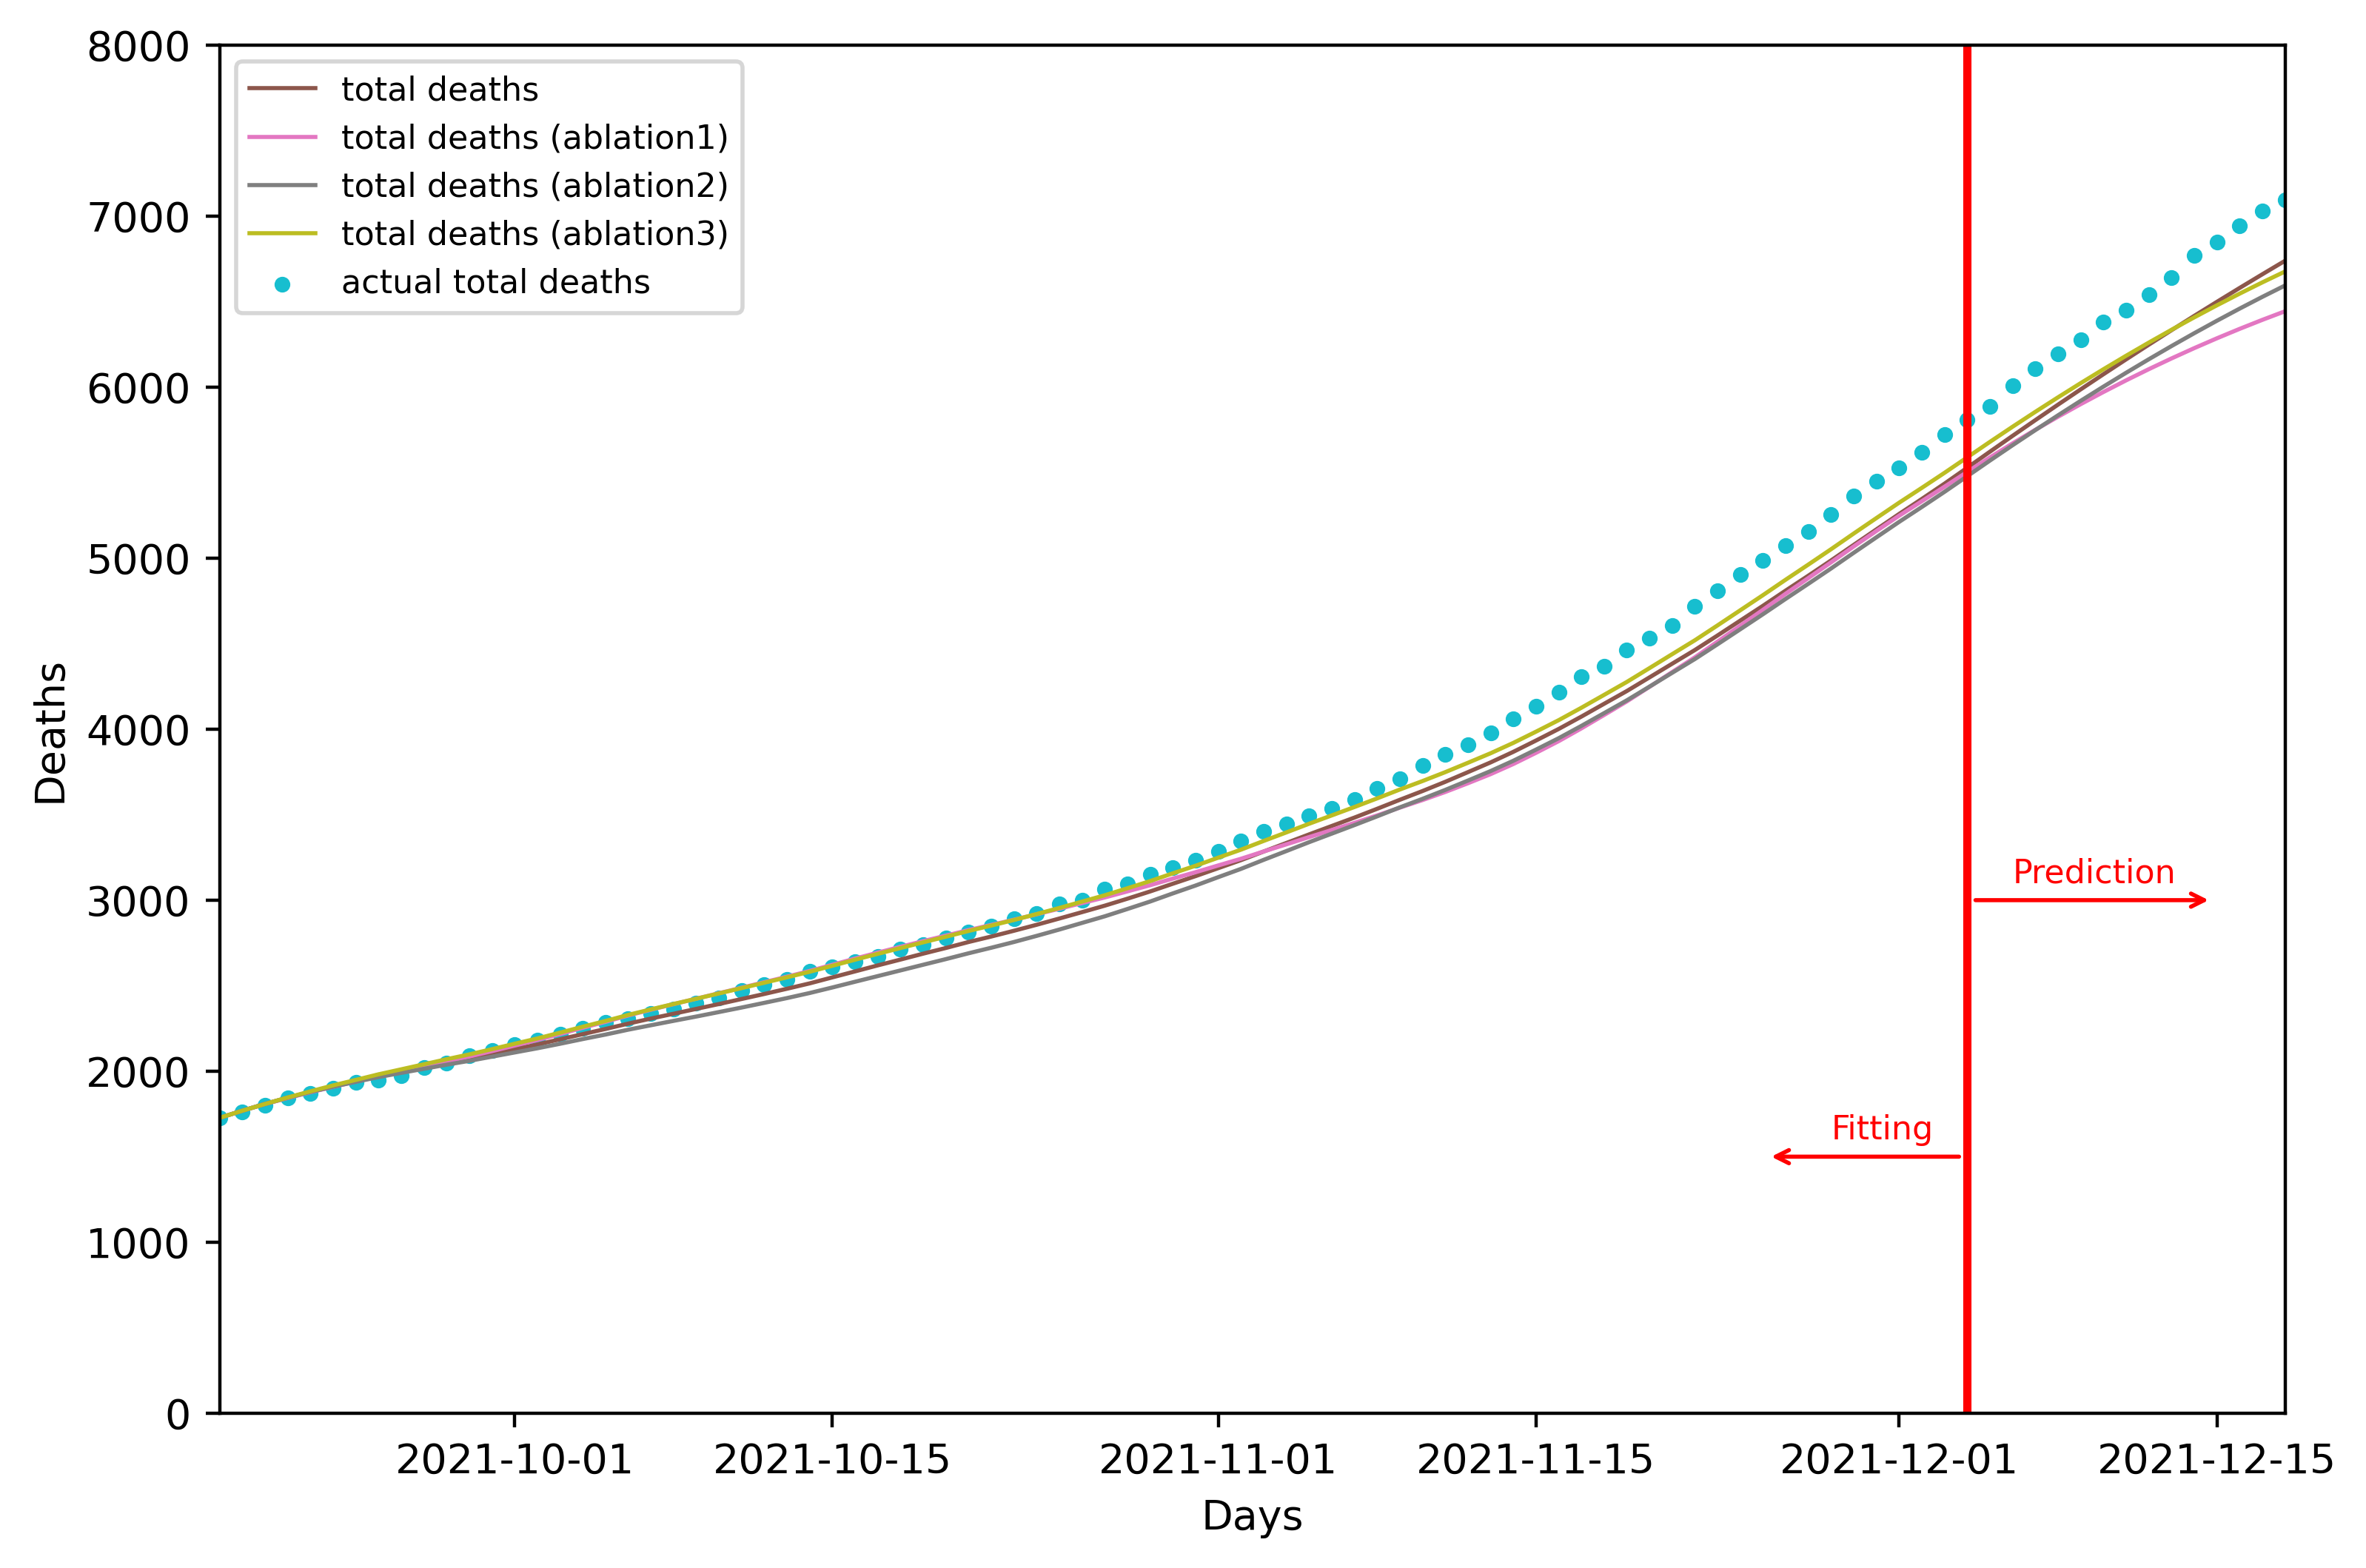 8000
7000
6000
5000
4000
3000
2000
1000
0
Deaths
total deaths
total deaths (ablation1)
total deaths (ablation2)
total deaths (ablation3)
actual total deaths
Prediction
Fitting
2021-10-01
2021-10-15
2021-11-01
2021-11-15
2021-12-01
2021-12-15
Days